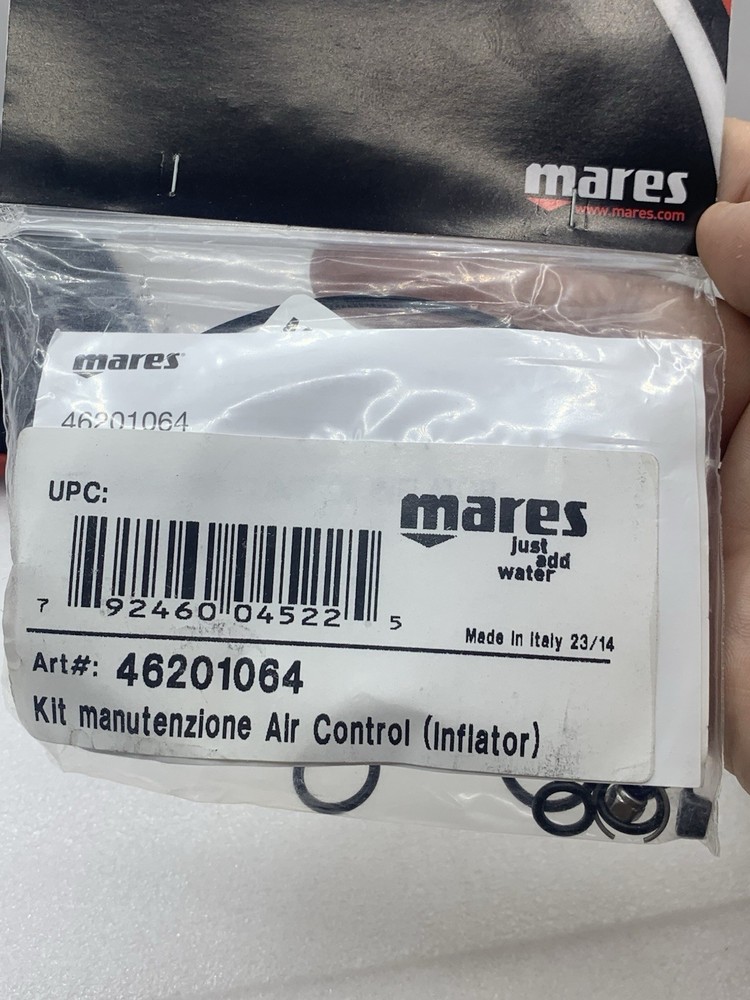 mares
www.mares.com
mares
46201064
UPC:
mares
just
add
water
7 92460 04522 5
Made in Italy 23/14
Art#: 46201064
Kit manutenzione Air Control (Inflator)